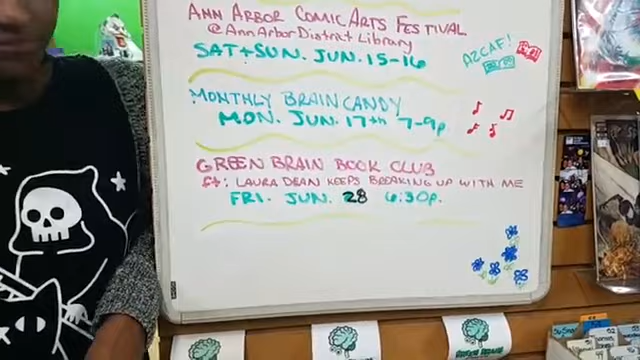 ANN ARBOR COMIC ARTS FESTIVAL
@ Ann Arbor District Library
SAT + SUN. JUN. 15-16
A2CAF!
MONTHLY BRAIN CANDY
MON. JUN. 17th 7-9p
GREEN BRAIN BOOK CLUB
ft: LAURA DEAN KEEPS BREAKING UP WITH ME
FRI. JUN. 28 6:30p.